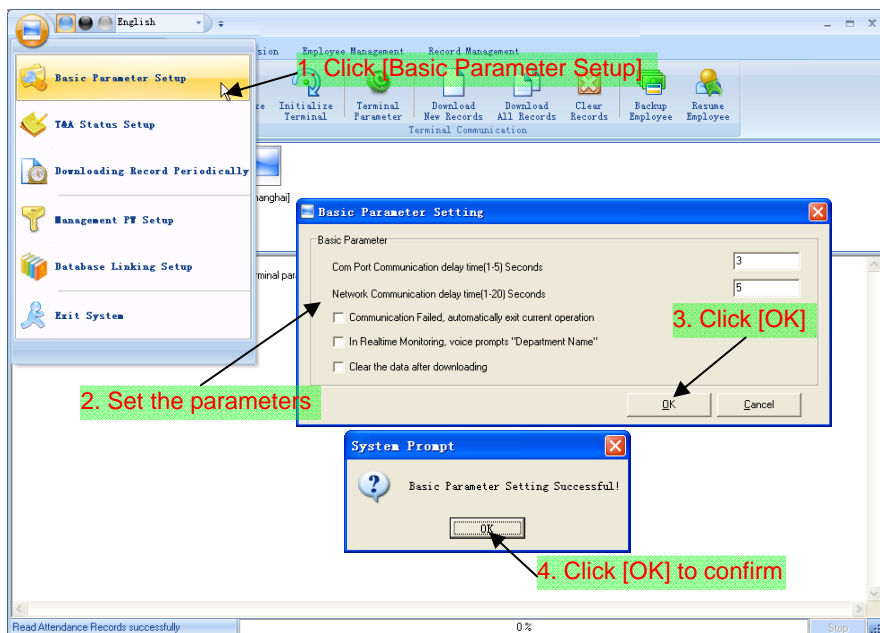 English
sion Employee Management Record Management
1. Click [Basic Parameter Setup]
Basic Parameter Setup
T&A Status Setup
Downloading Record Periodically
Management PW Setup
Database Linking Setup
Exit System
ze Initialize Terminal
Terminal Parameter
Download New Records
Download All Records
Clear Records
Backup Employee
Resume Employee
Terminal Communication
hanghai]
rminal par
Basic Parameter Setting
Basic Parameter
Com Port Communication delay time(1-5) Seconds 3
Network Communication delay time(1-20) Seconds 5
Communication Failed, automatically exit current operation
In Realtime Monitoring, voice prompts "Department Name"
Clear the data after downloading
3. Click [OK]
2. Set the parameters
OK Cancel
System Prompt
Basic Parameter Setting Successful!
OK
4. Click [OK] to confirm
Read Attendance Records successfully 0 % Stop